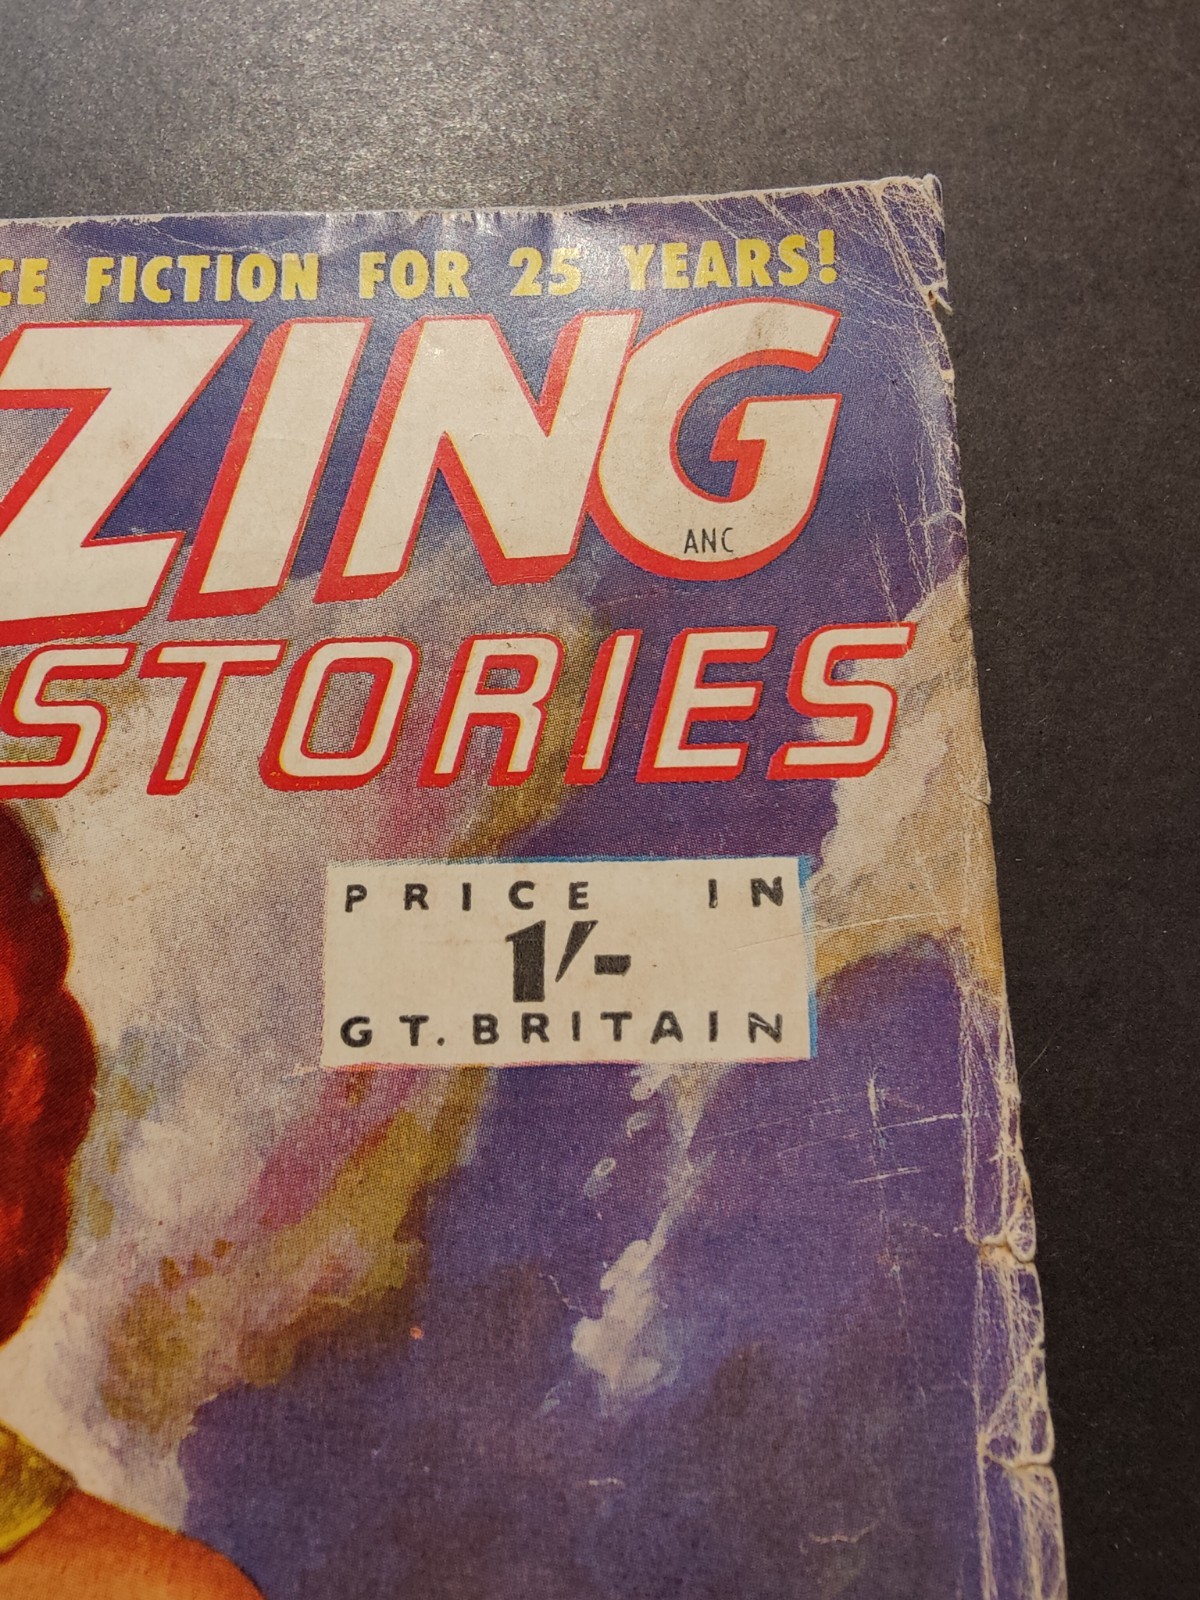 CE FICTION FOR 25 YEARS!
ZING
ANC
STORIES
PRICE IN
1/-
GT. BRITAIN